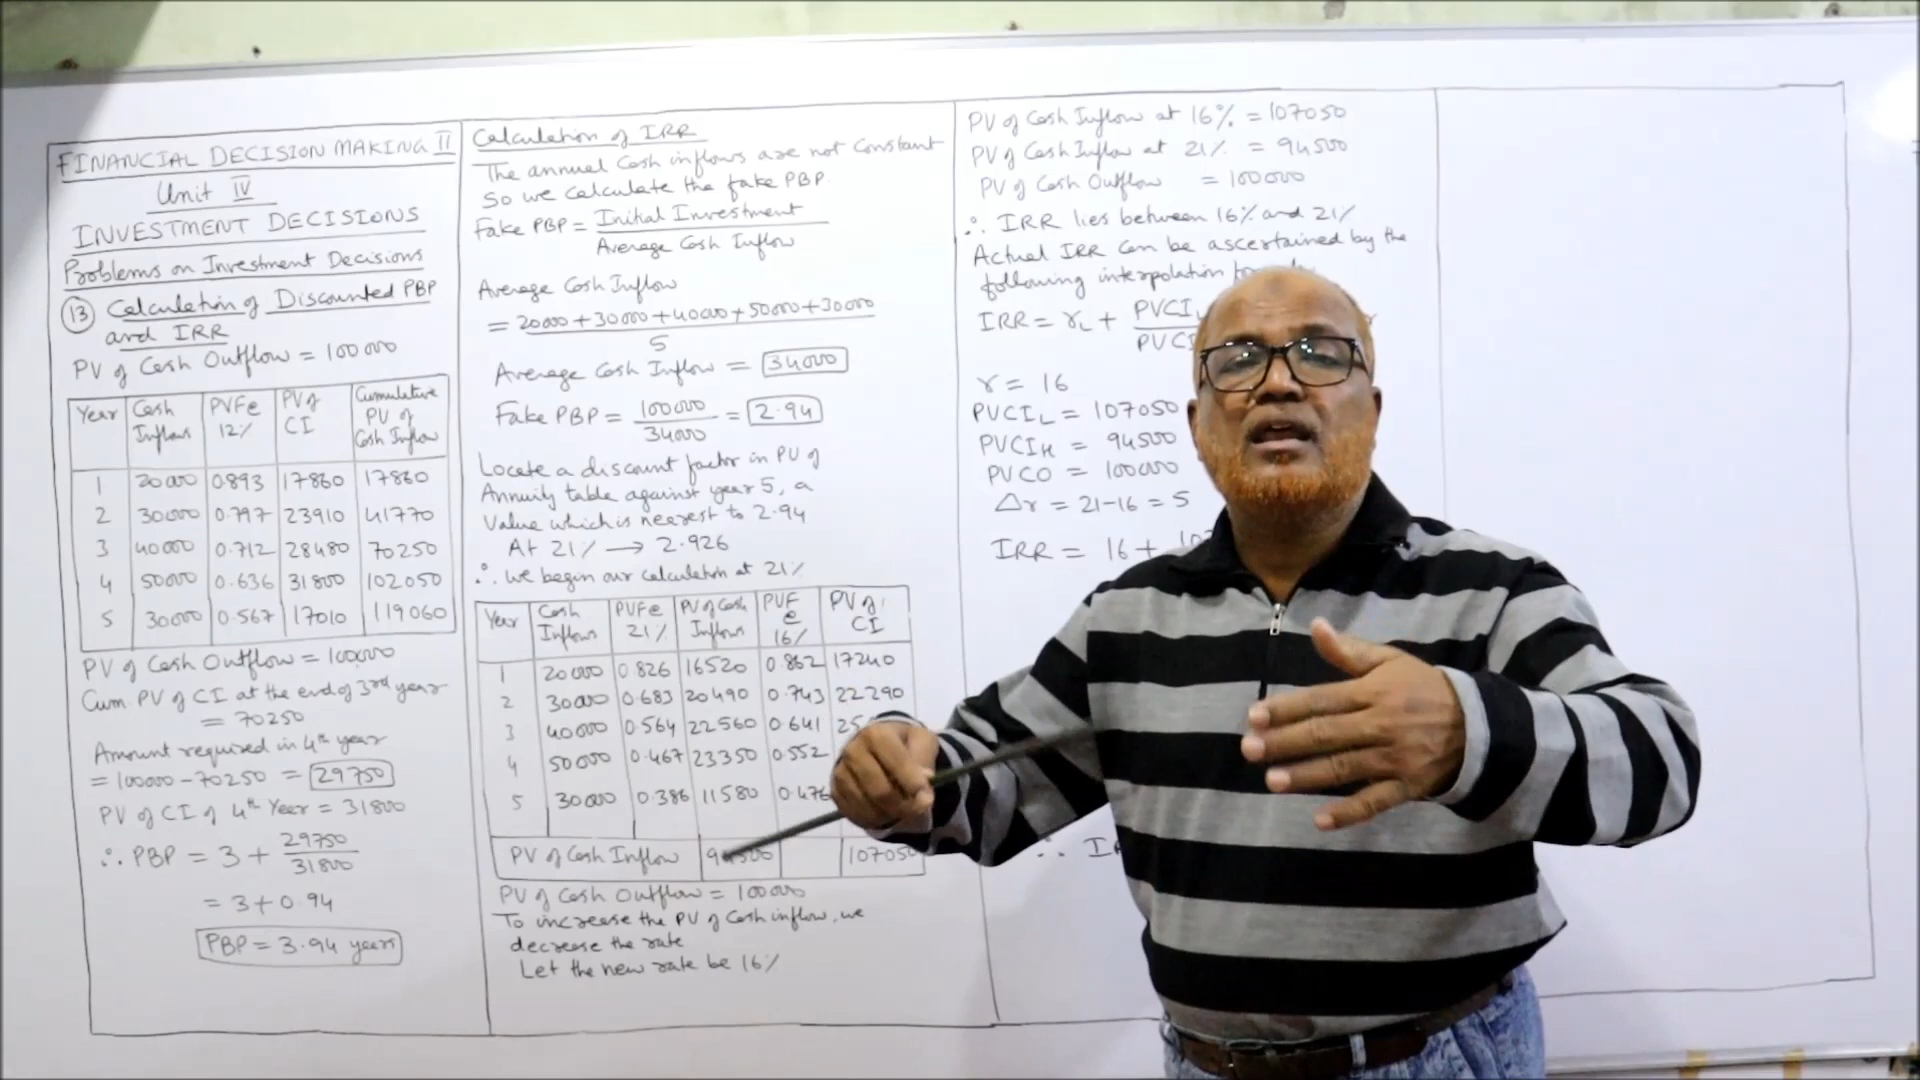 FINANCIAL DECISION MAKING II
Unit IV
INVESTMENT DECISIONS
Problems on Investment Decisions
13 Calculation of Discounted PBP
and IRR
PV of Cash Outflow = 100000
Year Cash Inflows PVF@ 12% PV of CI Cumulative PV of Cash Inflow
1 20000 0.893 17860 17860
2 30000 0.797 23910 41770
3 40000 0.712 28480 70250
4 50000 0.636 31800 102050
5 30000 0.567 17010 119060
PV of Cash Outflow = 100000
Cum. PV of CI at the end of 3rd year
= 70250
Amount required in 4th year
= 100000 - 70250 = 29750
PV of CI of 4th Year = 31800
∴ PBP = 3 + 29750 / 31800
= 3 + 0.94
PBP = 3.94 years
Calculation of IRR
The annual Cash inflows are not Constant
So we calculate the fake PBP.
Fake PBP = Initial Investment / Average Cash Inflow
Average Cash Inflow
= 20000 + 30000 + 40000 + 50000 + 30000 / 5
Average Cash Inflow = 34000
Fake PBP = 100000 / 34000 = 2.94
Locate a discount factor in PV of
Annuity table against year 5, a
Value which is nearest to 2.94
At 21% → 2.926
∴ We begin our calculation at 21%
Year Cash Inflows PVF@ 21% PV of Cash Inflows PVF @ 16% PV of CI
1 20000 0.826 16520 0.862 17240
2 30000 0.683 20490 0.743 22290
3 40000 0.564 22560 0.641
4 50000 0.467 23350 0.552
5 30000 0.386 11580 0.476
PV of Cash Inflow 94500 107050
PV of Cash Outflow = 100000
To increase the PV of Cash inflow, we
decrease the rate
Let the new rate be 16%
PV of Cash Inflow at 16% = 107050
PV of Cash Inflow at 21% = 94500
PV of Cash Outflow = 100000
∴ IRR lies between 16% and 21%
Actual IRR can be ascertained by the
following interpolation
IRR = rL +
r = 16
PVCIL = 107050
PVCIH = 94500
PVCO = 100000
Δr = 21 - 16 = 5
IRR = 16 +
∴